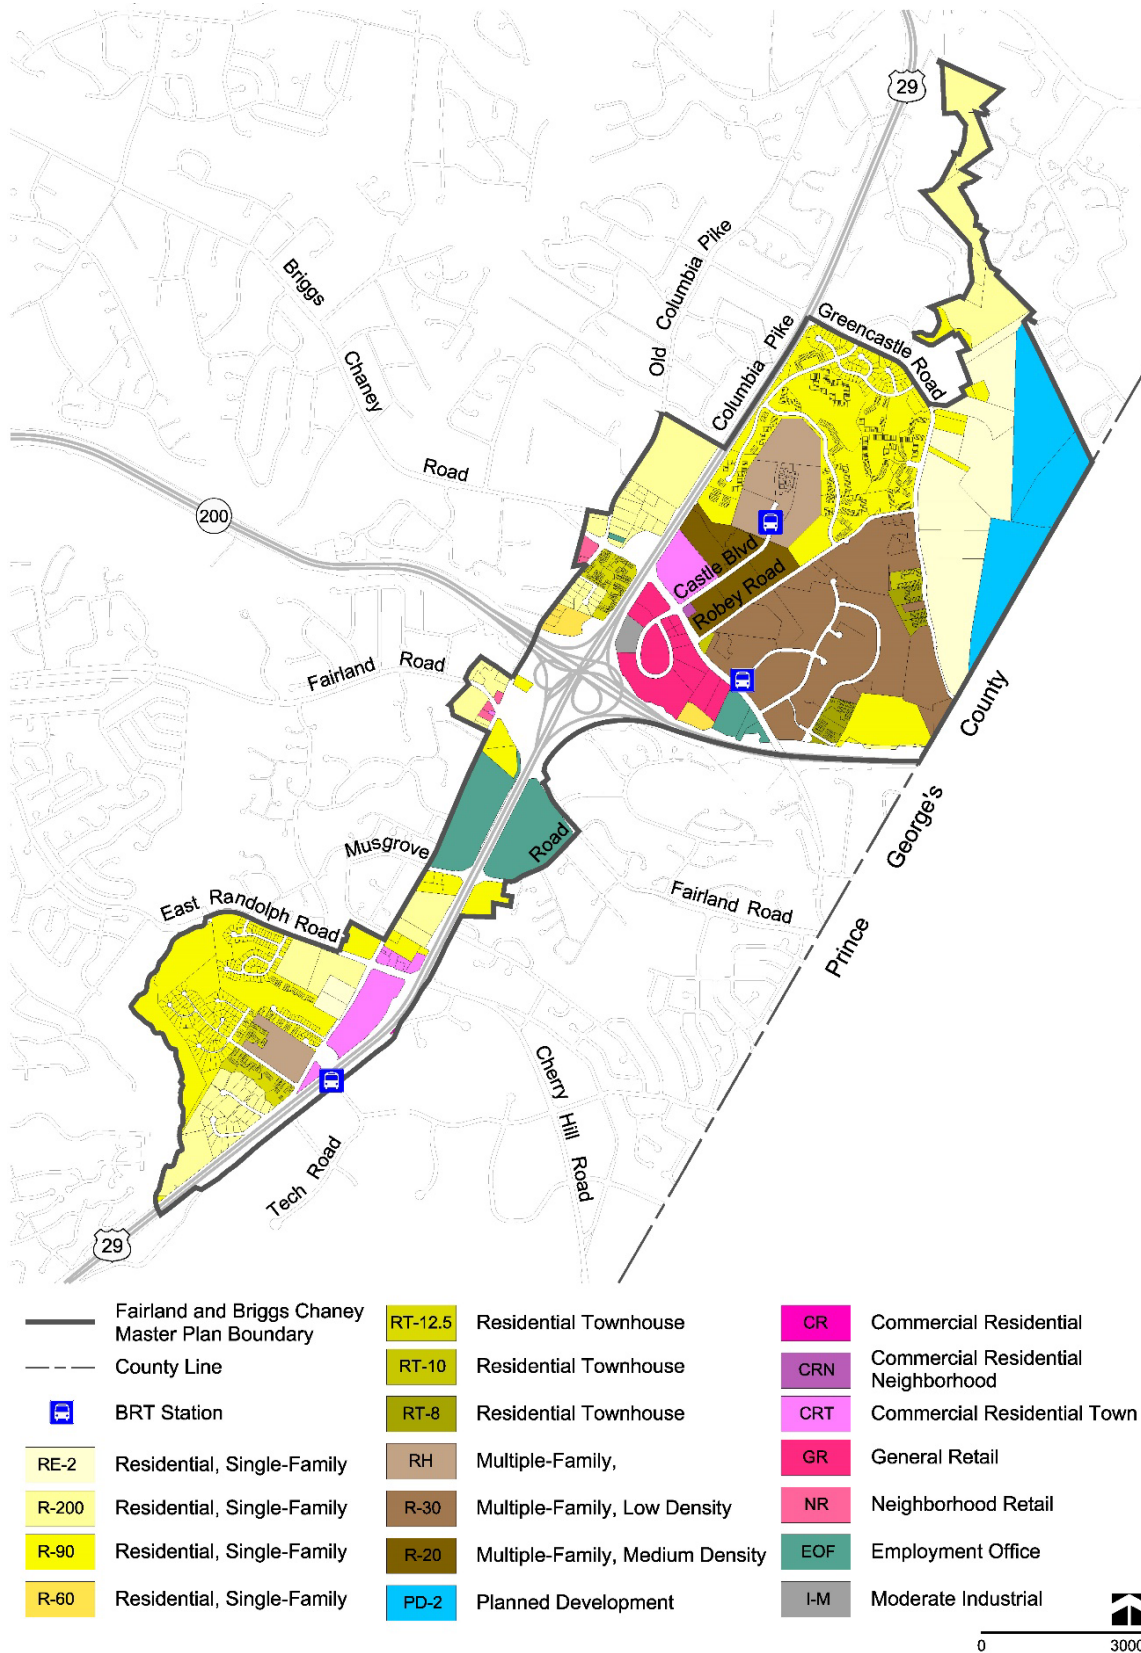 29
Old Columbia Pike
Columbia Pike
Greencastle Road
Briggs
Chaney
Road
200
Castle Blvd
Robey Road
Fairland Road
County
George's
Prince
Musgrove
Road
Fairland Road
East Randolph Road
Cherry Hill Road
Tech Road
29
Fairland and Briggs Chaney
Master Plan Boundary
County Line
BRT Station
RE-2 Residential, Single-Family
R-200 Residential, Single-Family
R-90 Residential, Single-Family
R-60 Residential, Single-Family
RT-12.5 Residential Townhouse
RT-10 Residential Townhouse
RT-8 Residential Townhouse
RH Multiple-Family,
R-30 Multiple-Family, Low Density
R-20 Multiple-Family, Medium Density
PD-2 Planned Development
CR Commercial Residential
CRN Commercial Residential
Neighborhood
CRT Commercial Residential Town
GR General Retail
NR Neighborhood Retail
EOF Employment Office
I-M Moderate Industrial
0 3000